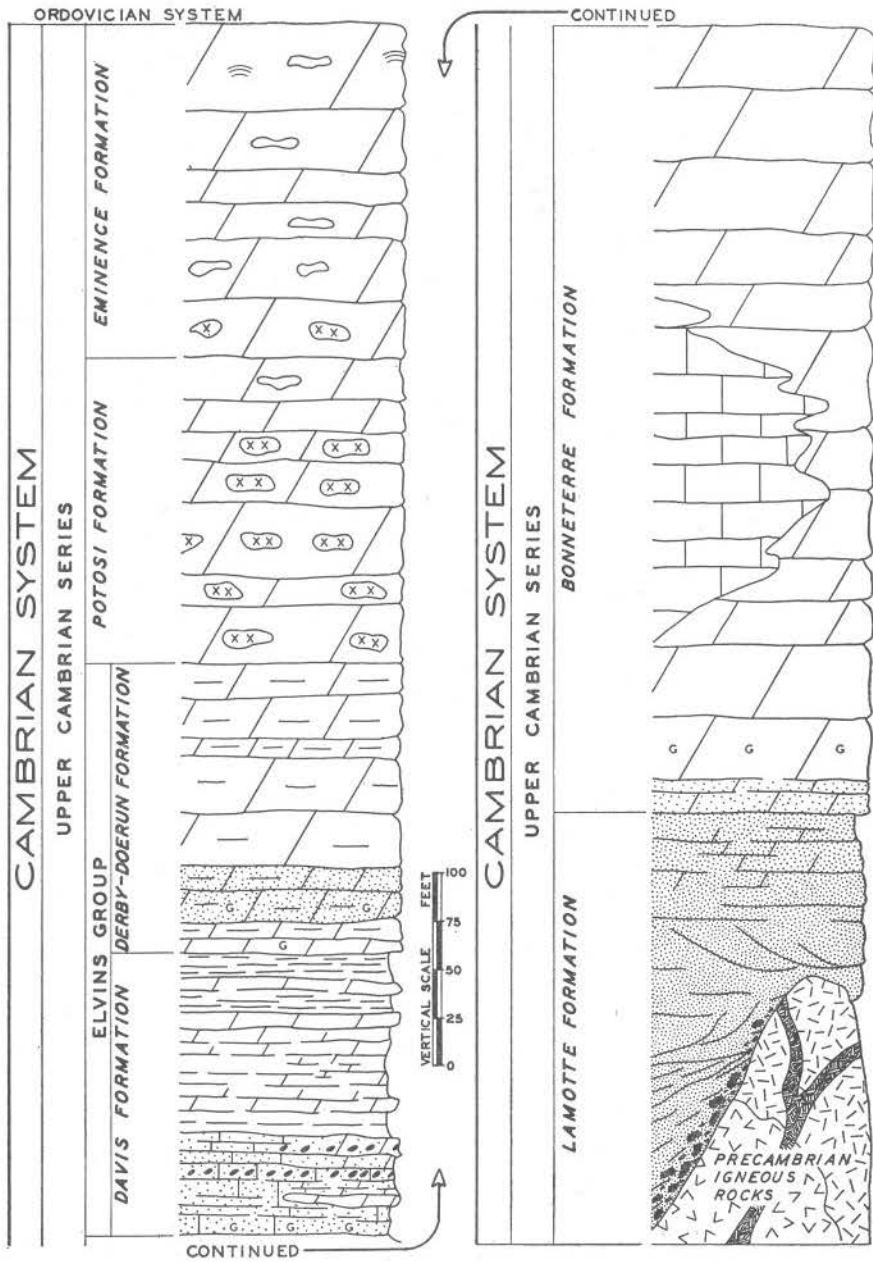 ORDOVICIAN SYSTEM
CAMBRIAN SYSTEM
UPPER CAMBRIAN SERIES
EMINENCE FORMATION
POTOSI FORMATION
ELVINS GROUP
DERBY-DOERUN FORMATION
DAVIS FORMATION
X X X
X X X X
X X X X
X X X X X
X X X X
X X X X
G G
G
G G G
CONTINUED
VERTICAL SCALE FEET
100
75
50
25
0
CONTINUED
CAMBRIAN SYSTEM
UPPER CAMBRIAN SERIES
BONNETERRE FORMATION
LAMOTTE FORMATION
G G G
PRECAMBRIAN
IGNEOUS
ROCKS